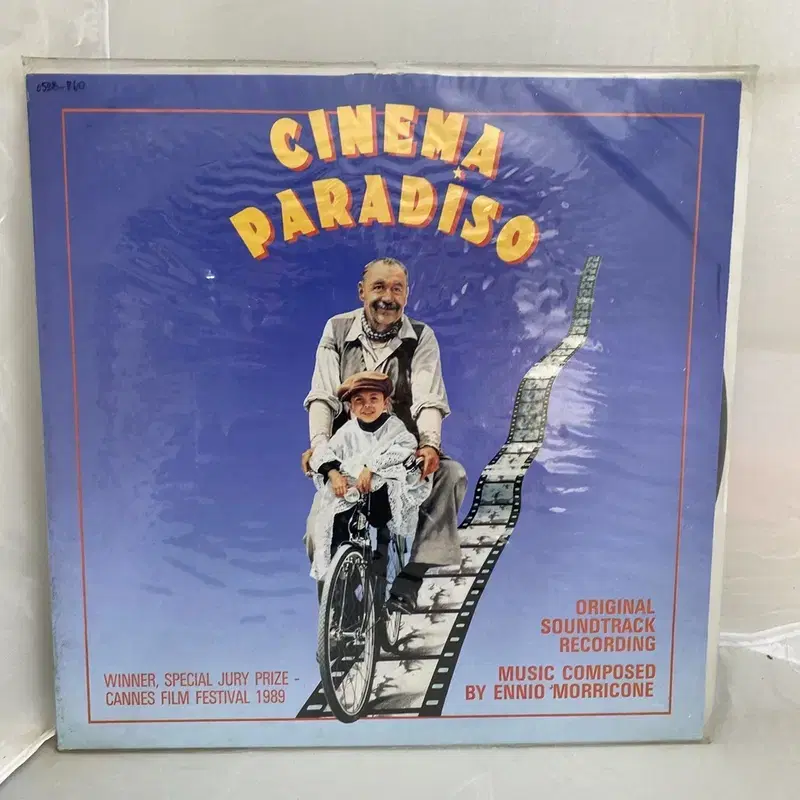 CINEMA
PARADISO
ORIGINAL
SOUNDTRACK
RECORDING
WINNER, SPECIAL JURY PRIZE -
CANNES FILM FESTIVAL 1989
MUSIC COMPOSED
BY ENNIO MORRICONE